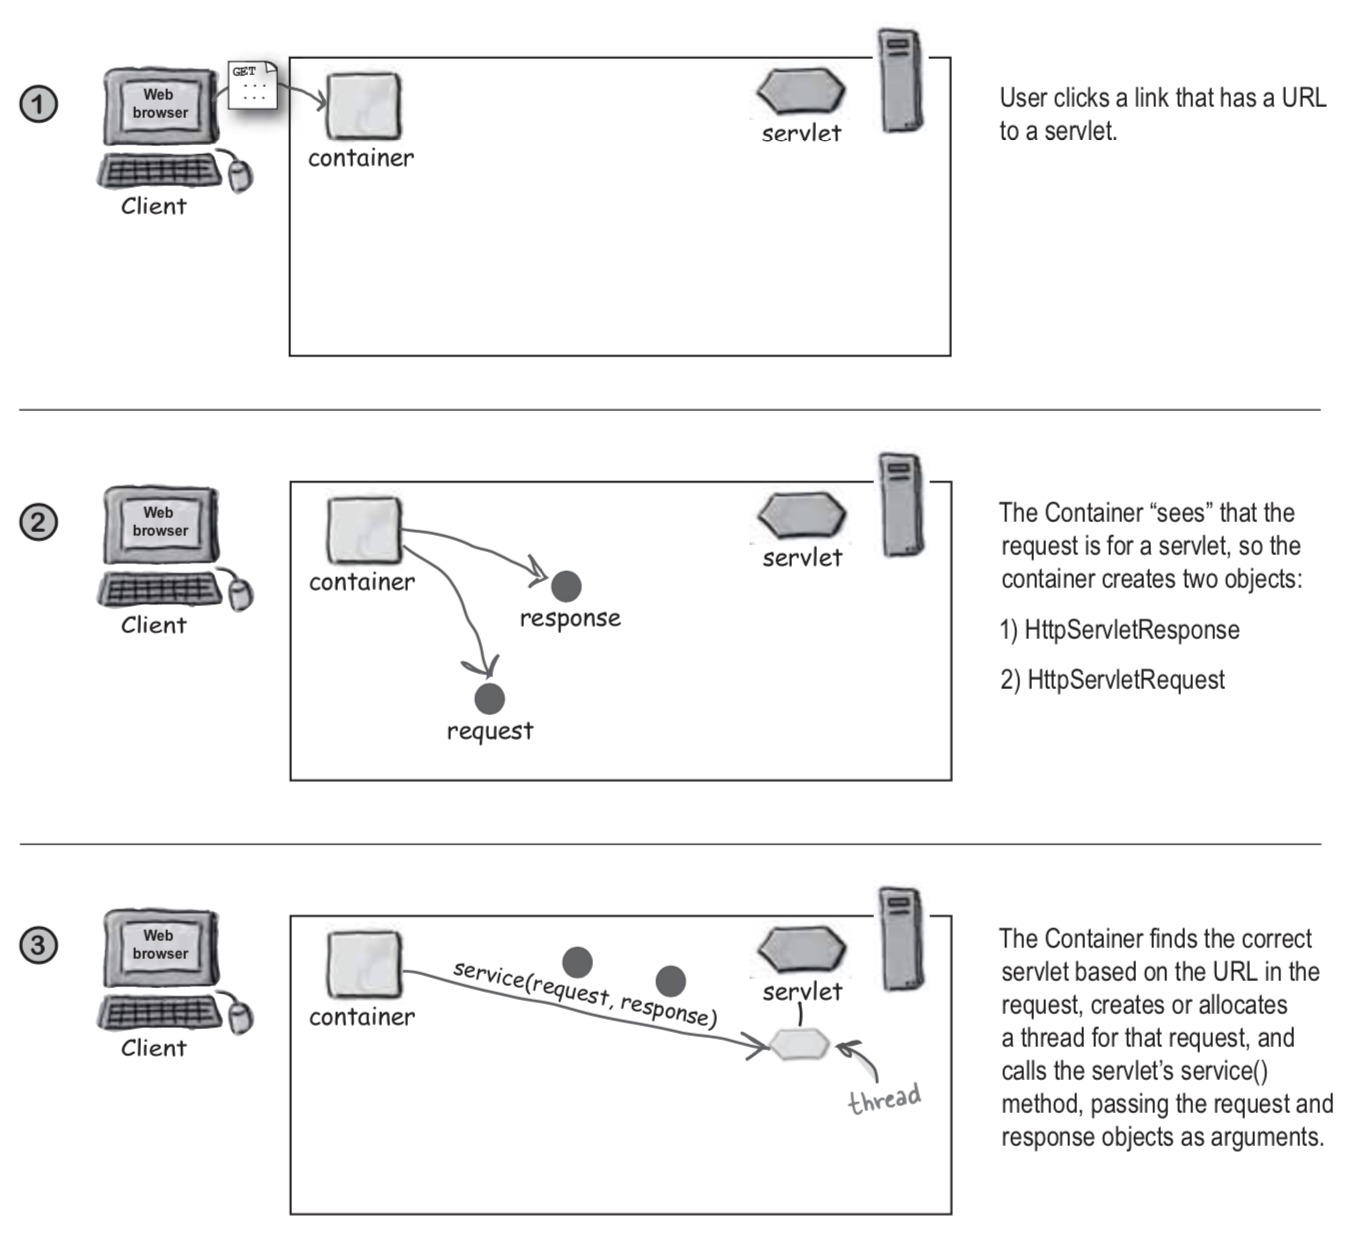 1
Web
browser
GET
container
servlet
Client
User clicks a link that has a URL
to a servlet.
2
Web
browser
container
servlet
response
request
Client
The Container “sees” that the
request is for a servlet, so the
container creates two objects:
1) HttpServletResponse
2) HttpServletRequest
3
Web
browser
container
service(request, response)
servlet
thread
Client
The Container finds the correct
servlet based on the URL in the
request, creates or allocates
a thread for that request, and
calls the servlet’s service()
method, passing the request and
response objects as arguments.